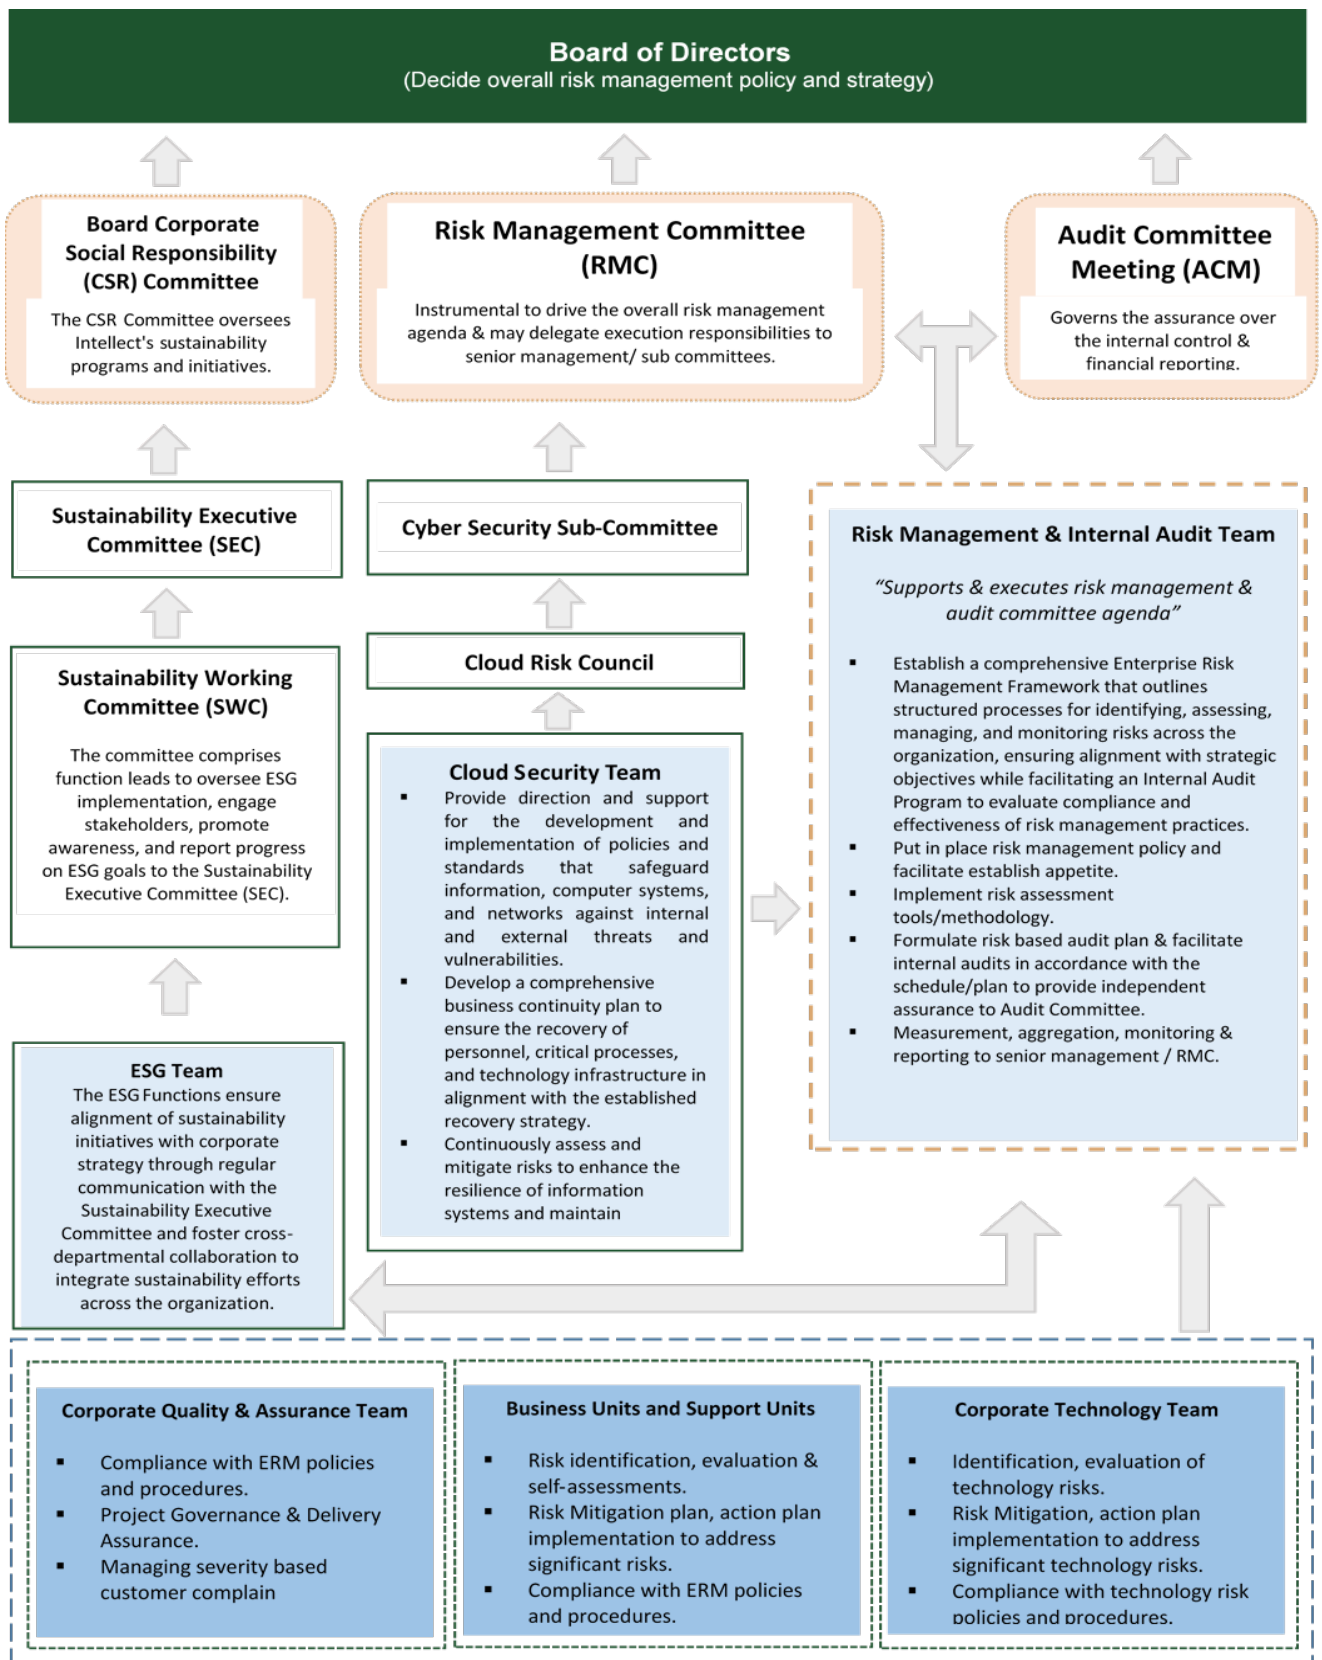 Board of Directors
(Decide overall risk management policy and strategy)
Board Corporate
Social Responsibility
(CSR) Committee
The CSR Committee oversees
Intellect's sustainability
programs and initiatives.
Risk Management Committee
(RMC)
Instrumental to drive the overall risk management
agenda & may delegate execution responsibilities to
senior management/ sub committees.
Audit Committee
Meeting (ACM)
Governs the assurance over
the internal control &
financial reporting.
Sustainability Executive
Committee (SEC)
Sustainability Working
Committee (SWC)
The committee comprises
function leads to oversee ESG
implementation, engage
stakeholders, promote
awareness, and report progress
on ESG goals to the Sustainability
Executive Committee (SEC).
ESG Team
The ESG Functions ensure
alignment of sustainability
initiatives with corporate
strategy through regular
communication with the
Sustainability Executive
Committee and foster cross-
departmental collaboration to
integrate sustainability efforts
across the organization.
Cyber Security Sub-Committee
Cloud Risk Council
Cloud Security Team
▪ Provide direction and support
for the development and
implementation of policies and
standards that safeguard
information, computer systems,
and networks against internal
and external threats and
vulnerabilities.
▪ Develop a comprehensive
business continuity plan to
ensure the recovery of
personnel, critical processes,
and technology infrastructure in
alignment with the established
recovery strategy.
▪ Continuously assess and
mitigate risks to enhance the
resilience of information
systems and maintain
Risk Management & Internal Audit Team
“Supports & executes risk management &
audit committee agenda”
▪ Establish a comprehensive Enterprise Risk
Management Framework that outlines
structured processes for identifying, assessing,
managing, and monitoring risks across the
organization, ensuring alignment with strategic
objectives while facilitating an Internal Audit
Program to evaluate compliance and
effectiveness of risk management practices.
▪ Put in place risk management policy and
facilitate establish appetite.
▪ Implement risk assessment
tools/methodology.
▪ Formulate risk based audit plan & facilitate
internal audits in accordance with the
schedule/plan to provide independent
assurance to Audit Committee.
▪ Measurement, aggregation, monitoring &
reporting to senior management / RMC.
Corporate Quality & Assurance Team
▪ Compliance with ERM policies
and procedures.
▪ Project Governance & Delivery
Assurance.
▪ Managing severity based
customer complain
Business Units and Support Units
▪ Risk identification, evaluation &
self-assessments.
▪ Risk Mitigation plan, action plan
implementation to address
significant risks.
▪ Compliance with ERM policies
and procedures.
Corporate Technology Team
▪ Identification, evaluation of
technology risks.
▪ Risk Mitigation, action plan
implementation to address
significant technology risks.
▪ Compliance with technology risk
policies and procedures.